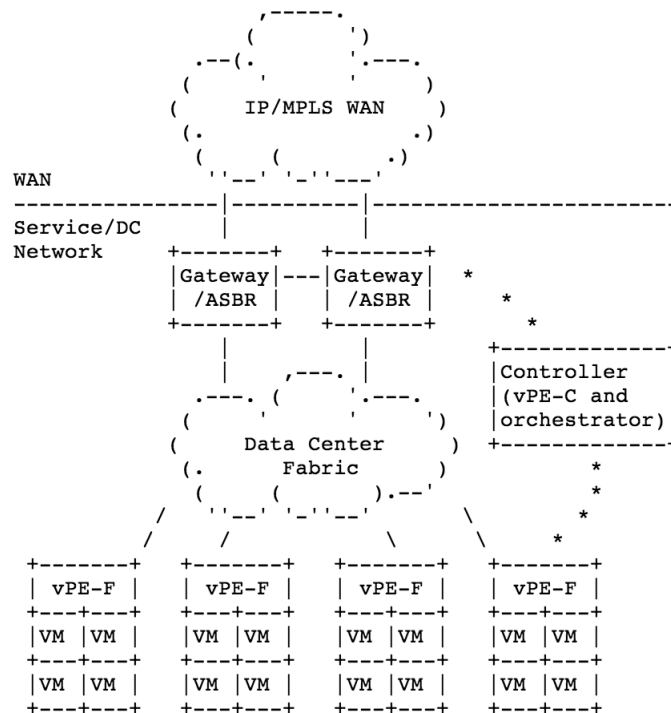 IP/MPLS WAN
WAN
Service/DC
Network
Gateway Gateway
/ASBR /ASBR
Controller
(vPE-C and
orchestrator)
Data Center
Fabric
vPE-F vPE-F vPE-F vPE-F
VM VM VM VM VM VM VM VM
VM VM VM VM VM VM VM VM